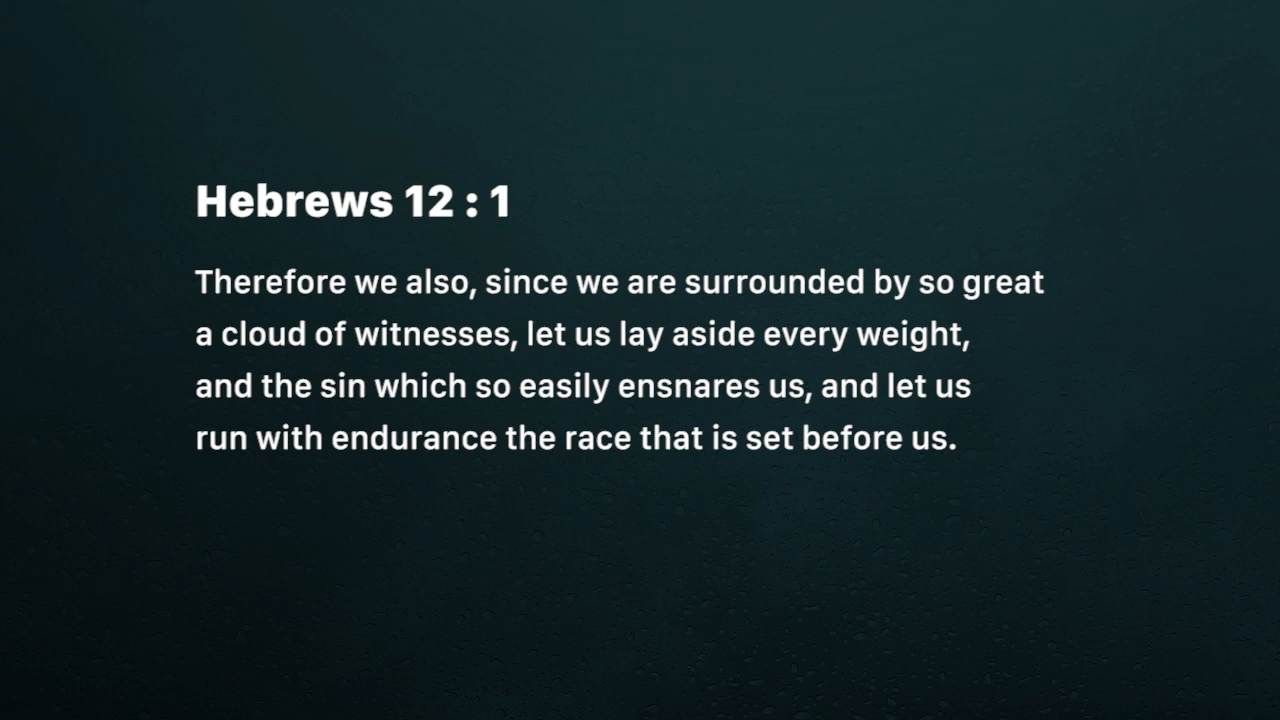 Hebrews 12 : 1
Therefore we also, since we are surrounded by so great
a cloud of witnesses, let us lay aside every weight,
and the sin which so easily ensnares us, and let us
run with endurance the race that is set before us.